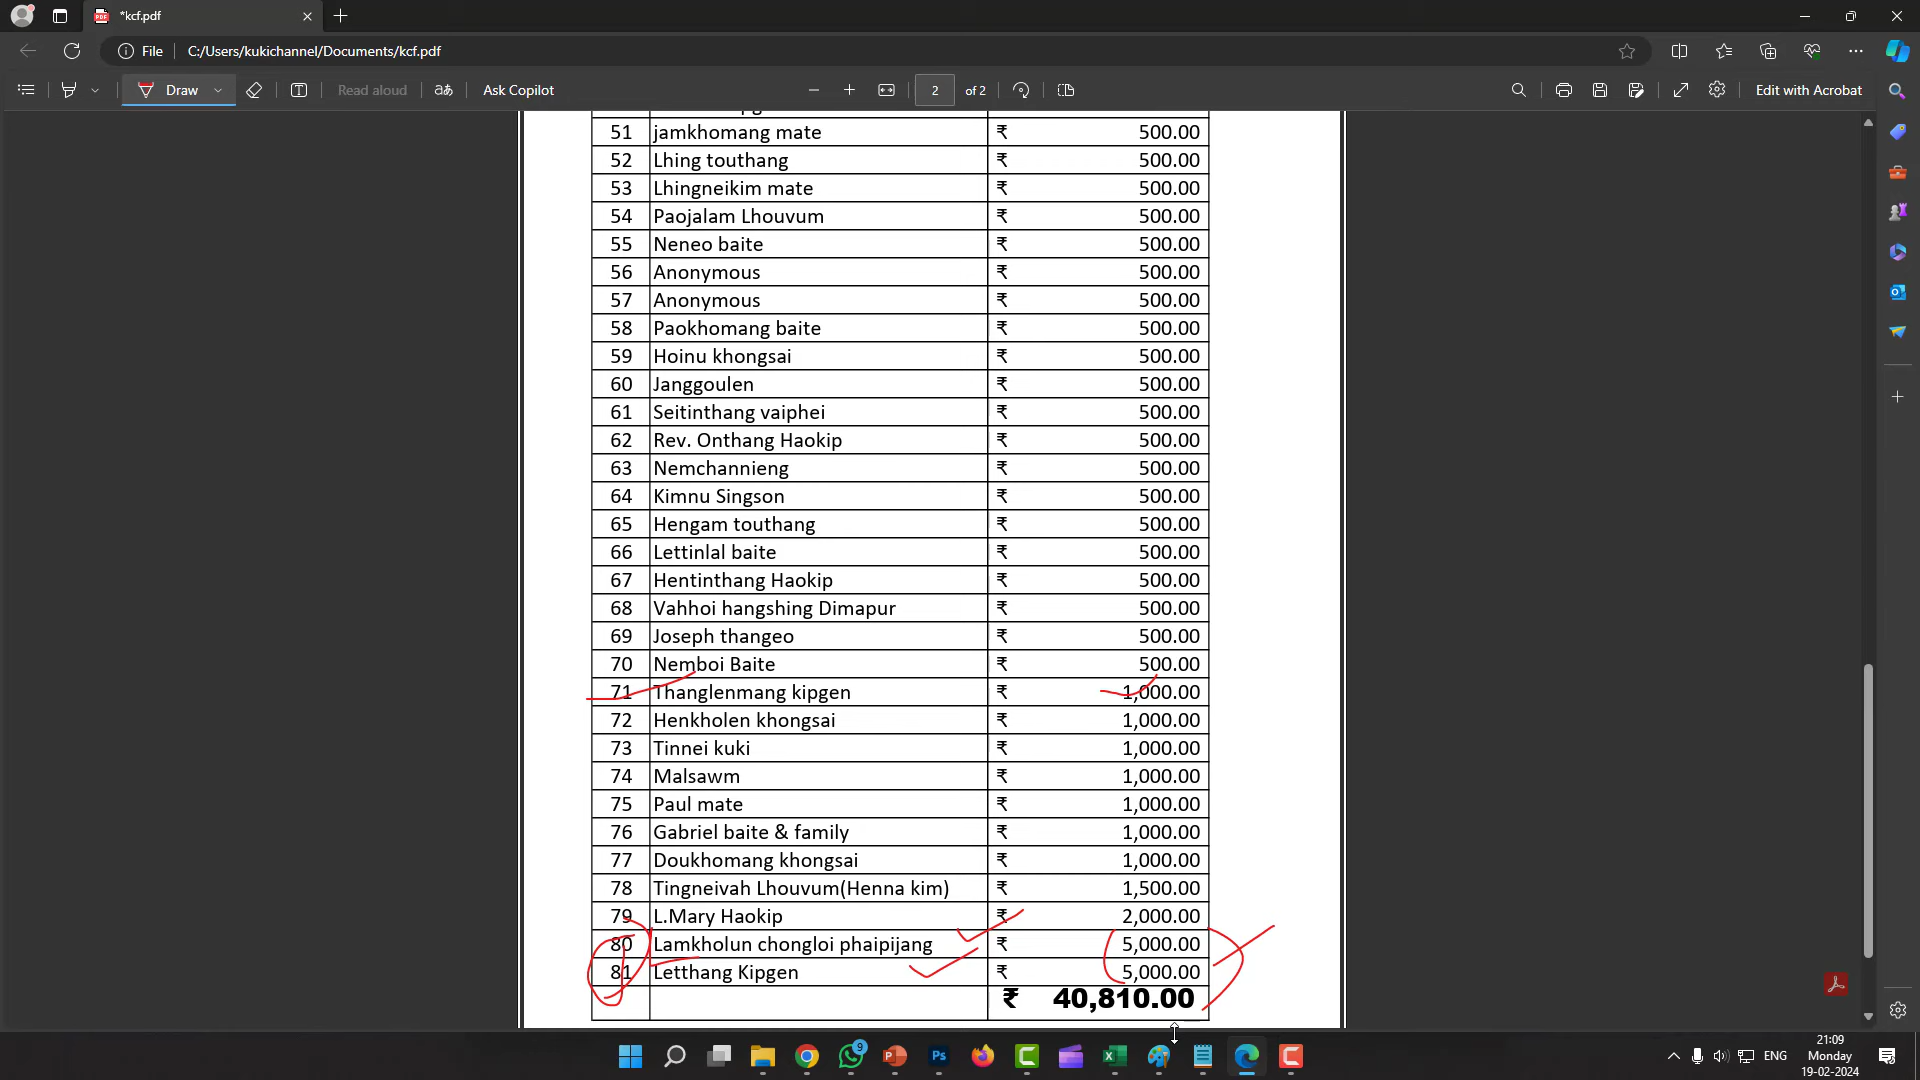 *kcf.pdf
File C:/Users/kukichannel/Documents/kcf.pdf
Draw Read aloud aあ Ask Copilot 2 of 2 Edit with Acrobat
51 jamkhomang mate ₹ 500.00
52 Lhing touthang ₹ 500.00
53 Lhingneikim mate ₹ 500.00
54 Paojalam Lhouvum ₹ 500.00
55 Neneo baite ₹ 500.00
56 Anonymous ₹ 500.00
57 Anonymous ₹ 500.00
58 Paokhomang baite ₹ 500.00
59 Hoinu khongsai ₹ 500.00
60 Janggoulen ₹ 500.00
61 Seitinthang vaiphei ₹ 500.00
62 Rev. Onthang Haokip ₹ 500.00
63 Nemchannieng ₹ 500.00
64 Kimnu Singson ₹ 500.00
65 Hengam touthang ₹ 500.00
66 Lettinlal baite ₹ 500.00
67 Hentinthang Haokip ₹ 500.00
68 Vahhoi hangshing Dimapur ₹ 500.00
69 Joseph thangeo ₹ 500.00
70 Nemboi Baite ₹ 500.00
71 Thanglenmang kipgen ₹ 1,000.00
72 Henkholen khongsai ₹ 1,000.00
73 Tinnei kuki ₹ 1,000.00
74 Malsawm ₹ 1,000.00
75 Paul mate ₹ 1,000.00
76 Gabriel baite & family ₹ 1,000.00
77 Doukhomang khongsai ₹ 1,000.00
78 Tingneivah Lhouvum(Henna kim) ₹ 1,500.00
79 L.Mary Haokip ₹ 2,000.00
80 Lamkholun chongloi phaipijang ₹ 5,000.00
81 Letthang Kipgen ₹ 5,000.00
₹ 40,810.00
9
ENG
21:09
Monday
19-02-2024